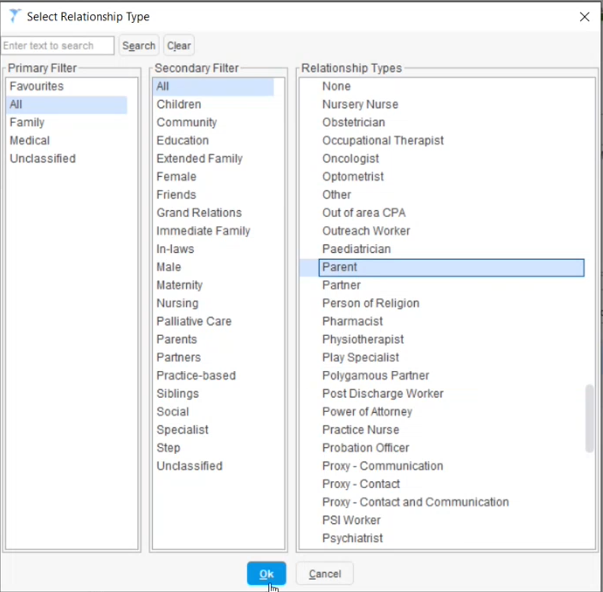 Select Relationship Type
Enter text to search
Search
Clear
Primary Filter
Favourites
All
Family
Medical
Unclassified
Secondary Filter
All
Children
Community
Education
Extended Family
Female
Friends
Grand Relations
Immediate Family
In-laws
Male
Maternity
Nursing
Palliative Care
Parents
Partners
Practice-based
Siblings
Social
Specialist
Step
Unclassified
Relationship Types
None
Nursery Nurse
Obstetrician
Occupational Therapist
Oncologist
Optometrist
Other
Out of area CPA
Outreach Worker
Paediatrician
Parent
Partner
Person of Religion
Pharmacist
Physiotherapist
Play Specialist
Polygamous Partner
Post Discharge Worker
Power of Attorney
Practice Nurse
Probation Officer
Proxy - Communication
Proxy - Contact
Proxy - Contact and Communication
PSI Worker
Psychiatrist
Ok
Cancel